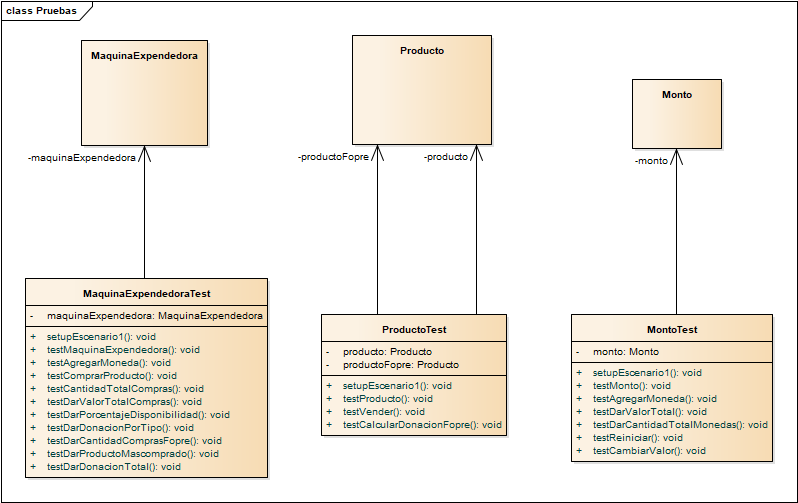 class Pruebas
MaquinaExpendedora
Producto
Monto
-maquinaExpendedora
-productoFopre
-producto
-monto
MaquinaExpendedoraTest
- maquinaExpendedora: MaquinaExpendedora
+ setupEscenario1(): void
+ testMaquinaExpendedora(): void
+ testAgregarMoneda(): void
+ testComprarProducto(): void
+ testCantidadTotalCompras(): void
+ testDarValorTotalCompras(): void
+ testDarPorcentajeDisponibilidad(): void
+ testDarDonacionPorTipo(): void
+ testDarCantidadComprasFopre(): void
+ testDarProductoMascomprado(): void
+ testDarDonacionTotal(): void
ProductoTest
- producto: Producto
- productoFopre: Producto
+ setupEscenario1(): void
+ testProducto(): void
+ testVender(): void
+ testCalcularDonacionFopre(): void
MontoTest
- monto: Monto
+ setupEscenario1(): void
+ testMonto(): void
+ testAgregarMoneda(): void
+ testDarValorTotal(): void
+ testDarCantidadTotalMonedas(): void
+ testReiniciar(): void
+ testCambiarValor(): void